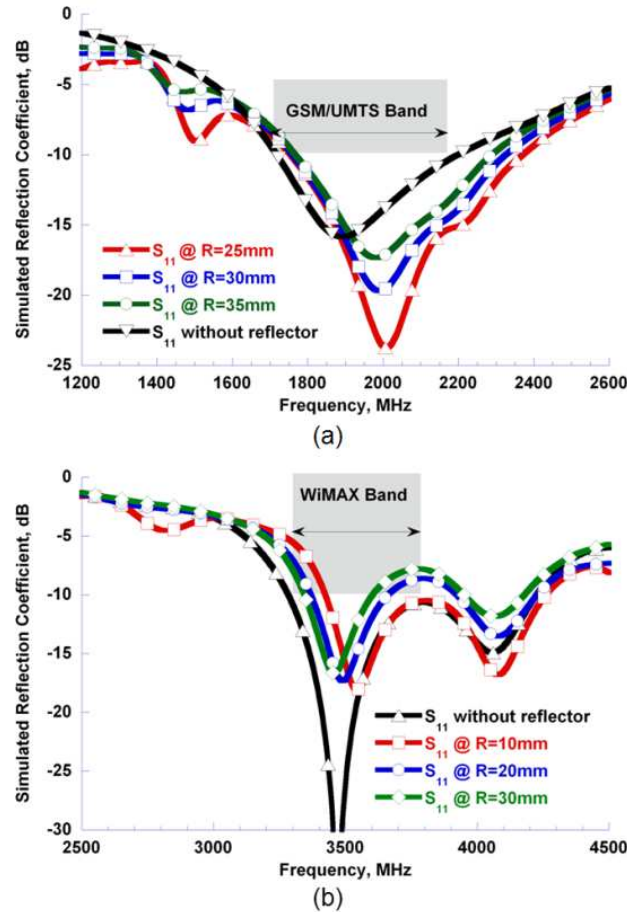 0
-5
-10
-15
-20
-25
Simulated Reflection Coefficient, dB
GSM/UMTS Band
S11 @ R=25mm
S11 @ R=30mm
S11 @ R=35mm
S11 without reflector
1200 1400 1600 1800 2000 2200 2400 2600
Frequency, MHz
(a)
0
-5
-10
-15
-20
-25
-30
Simulated Reflection Coefficient, dB
WiMAX Band
S11 without reflector
S11 @ R=10mm
S11 @ R=20mm
S11 @ R=30mm
2500 3000 3500 4000 4500
Frequency, MHz
(b)